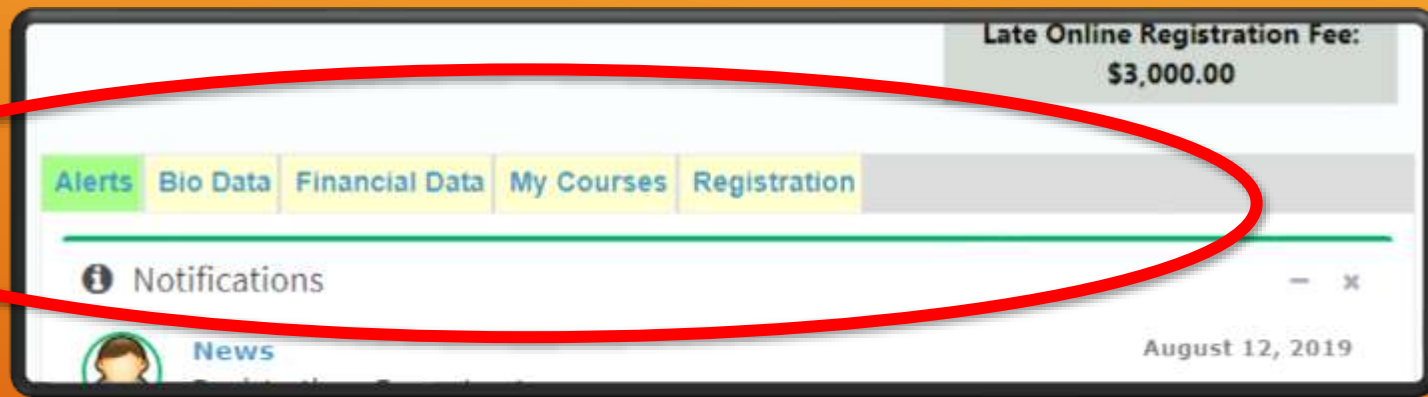 Late Online Registration Fee:
$3,000.00
Alerts Bio Data Financial Data My Courses Registration
Notifications
News August 12, 2019